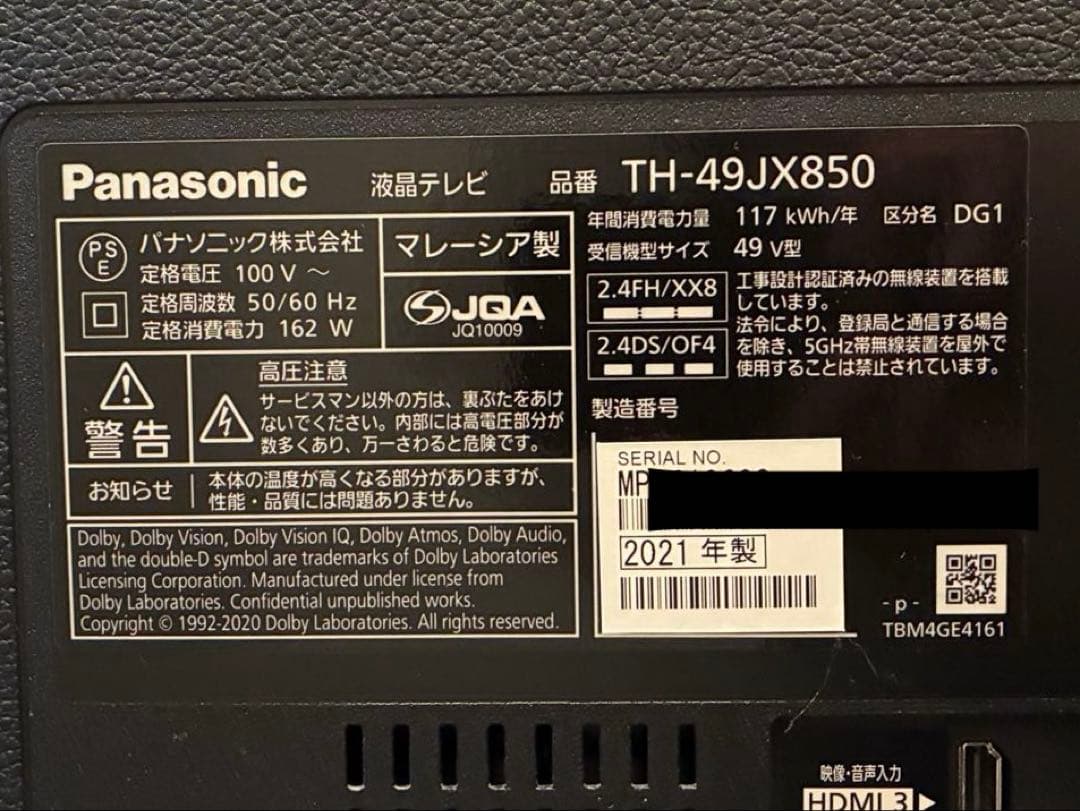 Panasonic 液晶テレビ 品番 TH-49JX850
PS
E
パナソニック株式会社
定格電圧 100 V ～
定格周波数 50/60 Hz
定格消費電力 162 W
マレーシア製
JQA
JQ10009
年間消費電力量 117 kWh/年 区分名 DG1
受信機型サイズ 49 V型
2.4FH/XX8
2.4DS/OF4
工事設計認証済みの無線装置を搭載
しています。
法令により、登録局と通信する場合
を除き、5GHz帯無線装置を屋外で
使用することは禁止されています。
警告
高圧注意
サービスマン以外の方は、裏ぶたをあけ
ないでください。内部には高電圧部分が
数多くあり、万一さわると危険です。
お知らせ
本体の温度が高くなる部分がありますが、
性能・品質には問題ありません。
Dolby, Dolby Vision, Dolby Vision IQ, Dolby Atmos, Dolby Audio,
and the double-D symbol are trademarks of Dolby Laboratories
Licensing Corporation. Manufactured under license from
Dolby Laboratories. Confidential unpublished works.
Copyright © 1992-2020 Dolby Laboratories. All rights reserved.
製造番号
SERIAL NO.
MP
2021 年製
- p -
TBM4GE4161
映像・音声入力
HDMI 3